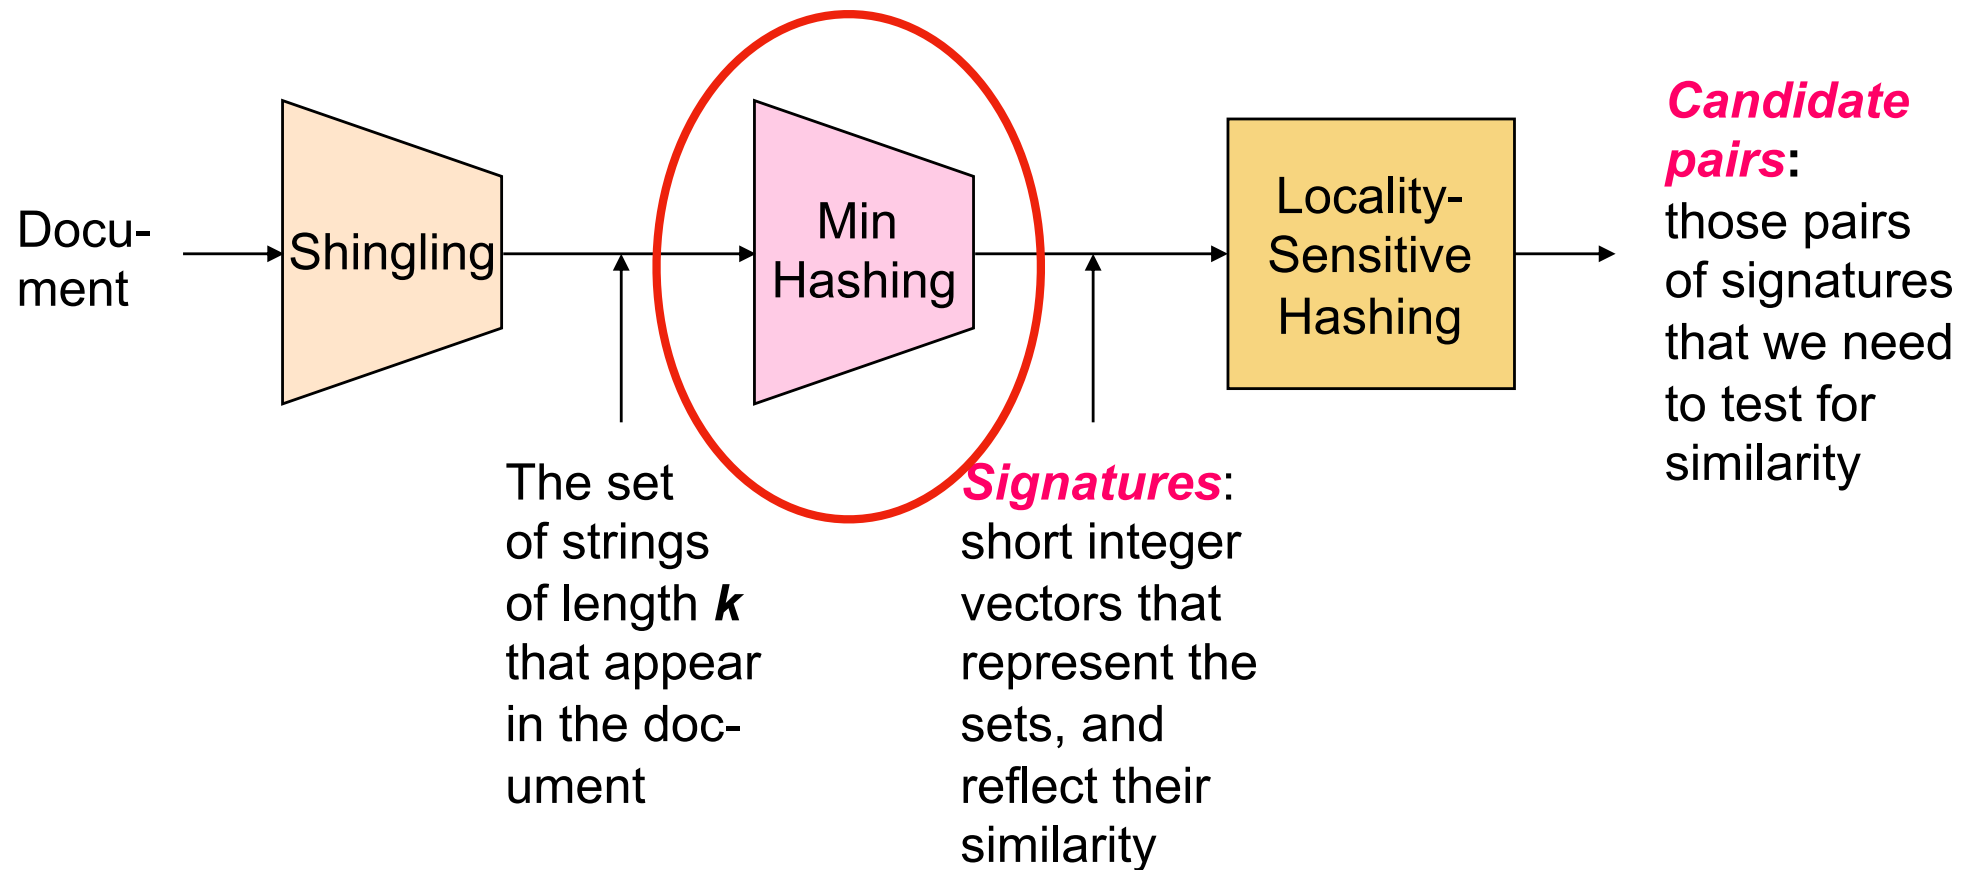 Docu-
ment
Shingling
The set
of strings
of length k
that appear
in the doc-
ument
Min
Hashing
Signatures:
short integer
vectors that
represent the
sets, and
reflect their
similarity
Locality-
Sensitive
Hashing
Candidate
pairs:
those pairs
of signatures
that we need
to test for
similarity